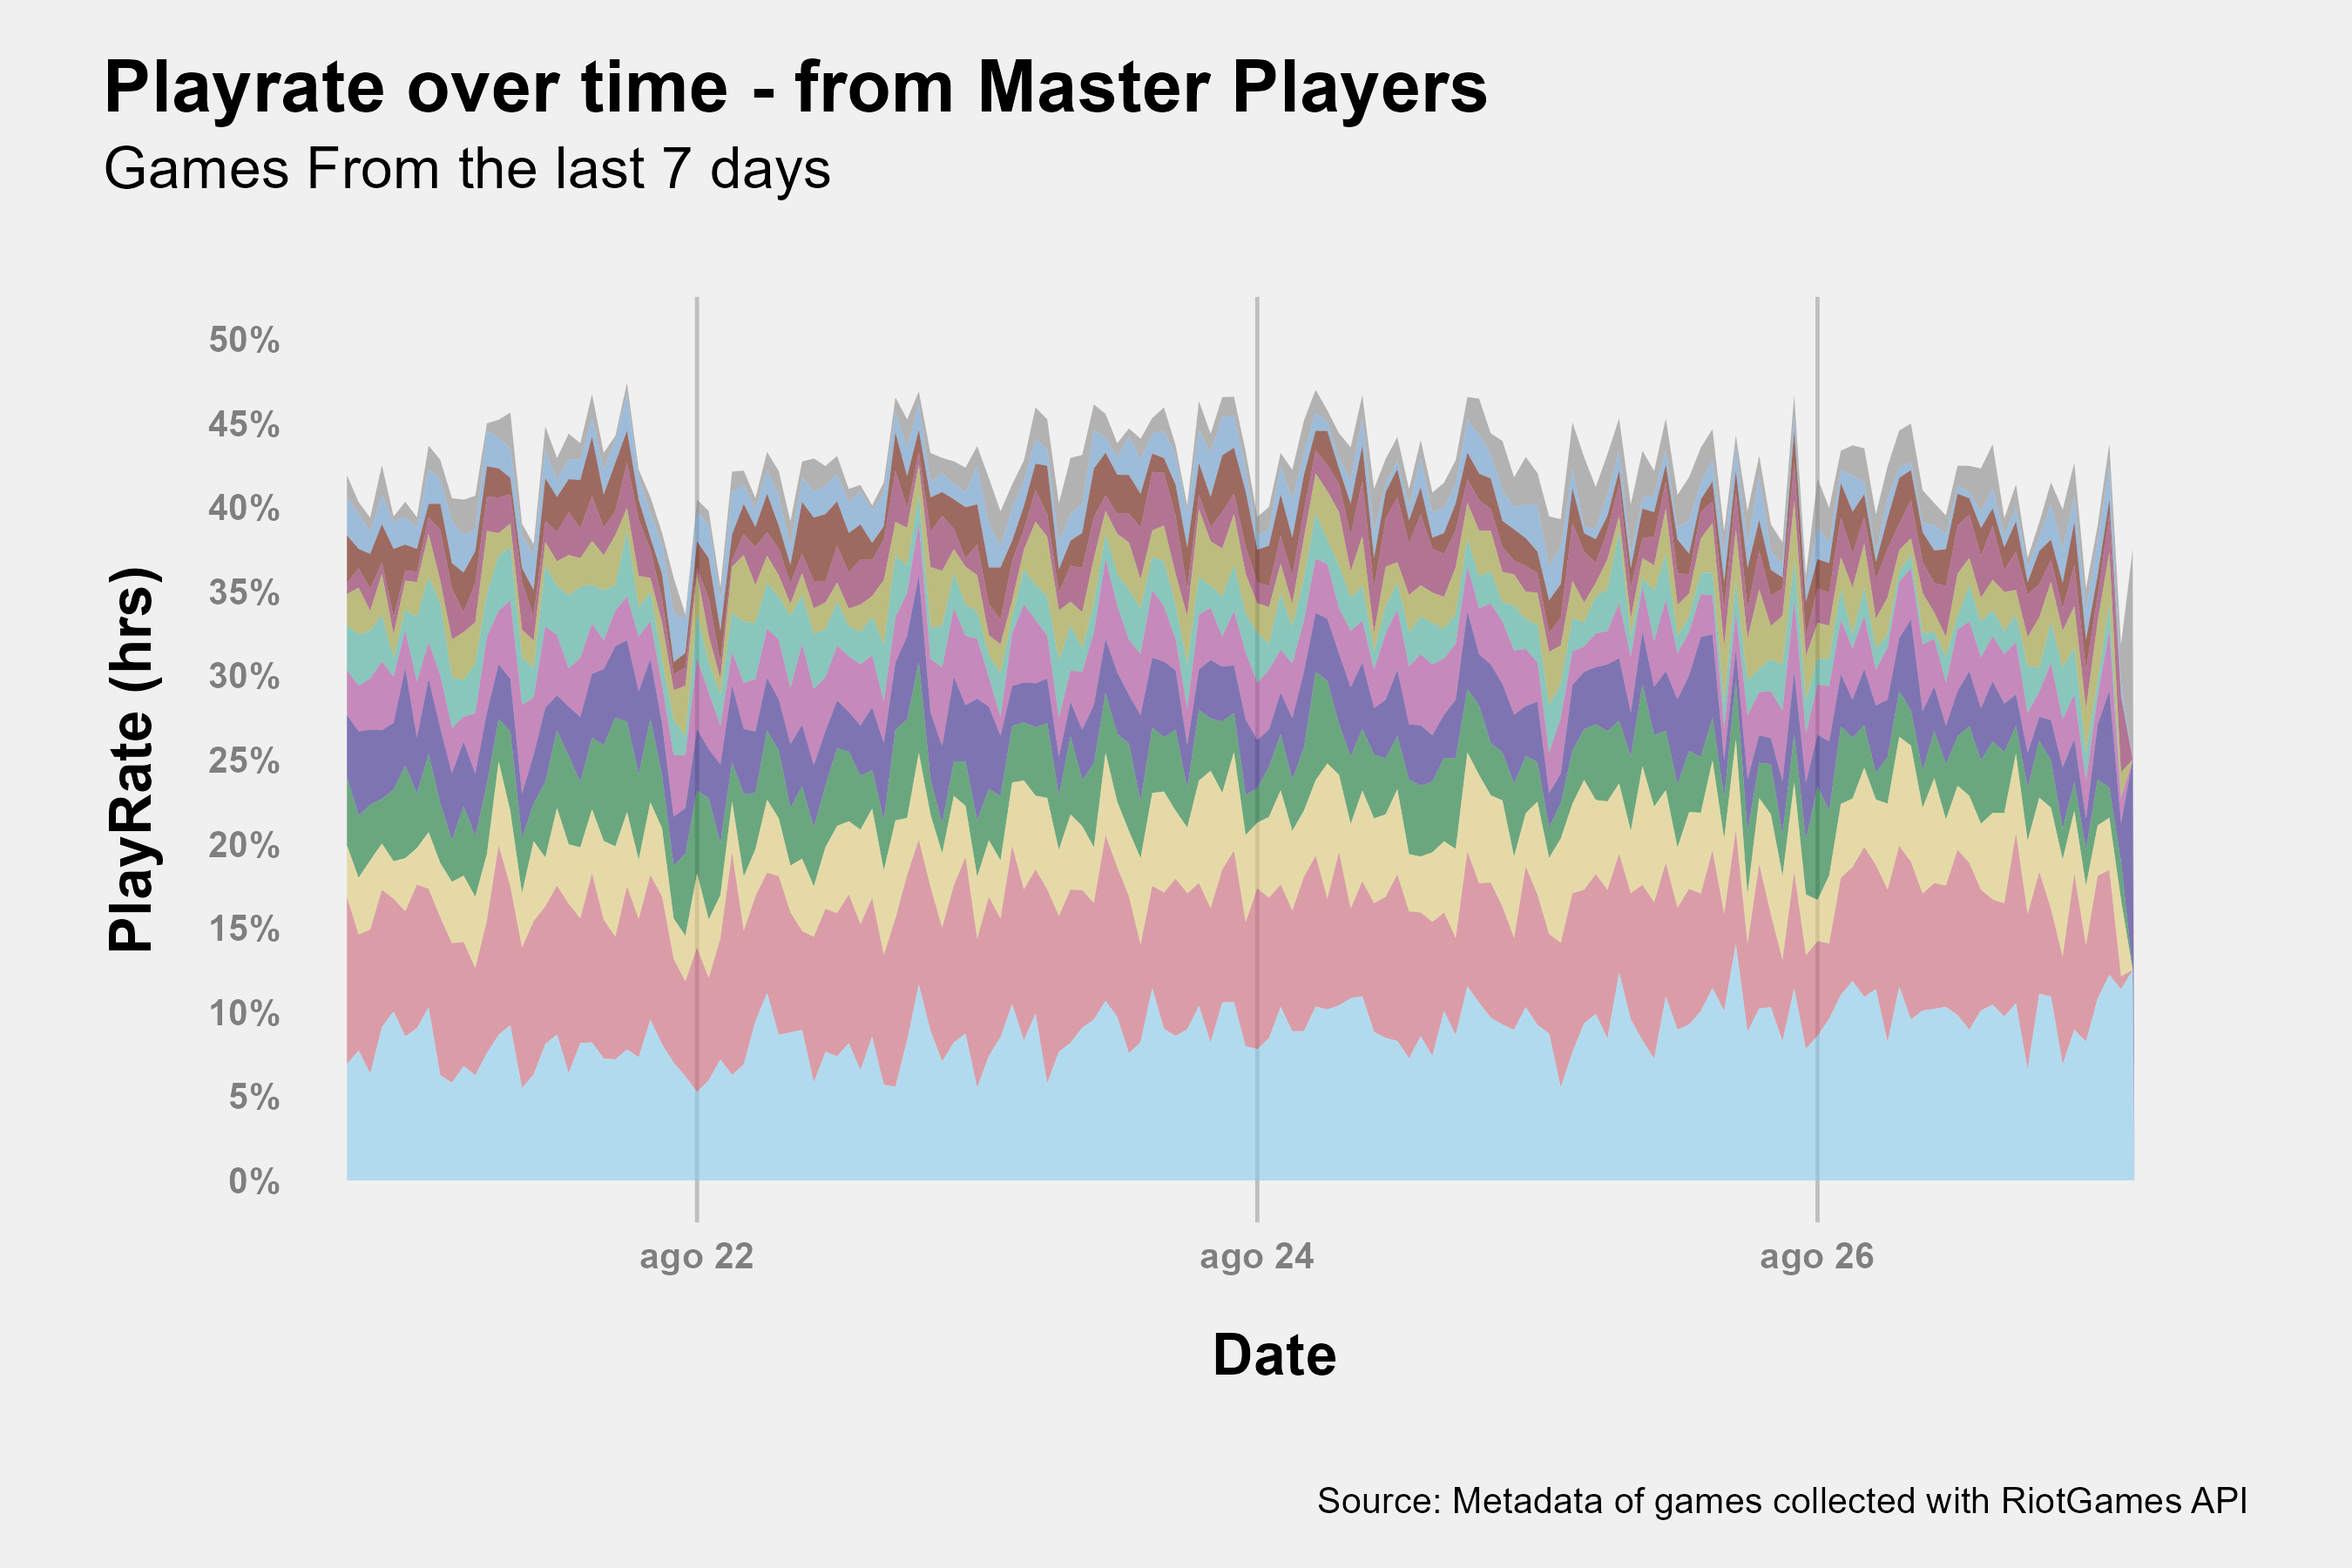 Playrate over time - from Master Players
Games From the last 7 days
PlayRate (hrs)
50%
45%
40%
35%
30%
25%
20%
15%
10%
5%
0%
ago 22
ago 24
ago 26
Date
Source: Metadata of games collected with RiotGames API